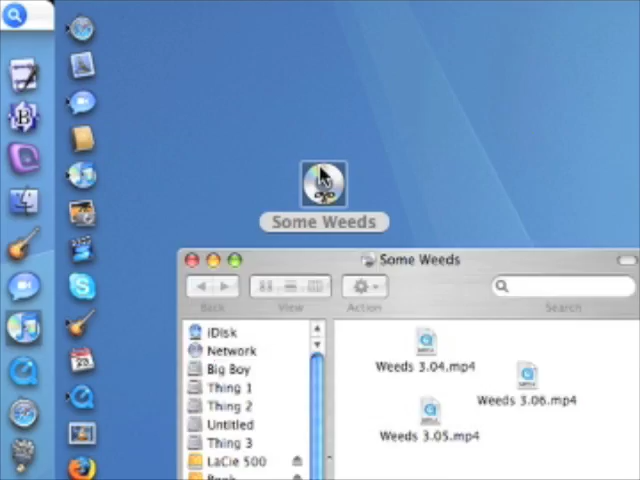 Some Weeds
Some Weeds
Back
View
Action
Search
iDisk
Network
Big Boy
Thing 1
Thing 2
Untitled
Thing 3
LaCie 500
Weeds 3.04.mp4
Weeds 3.06.mp4
Weeds 3.05.mp4
23